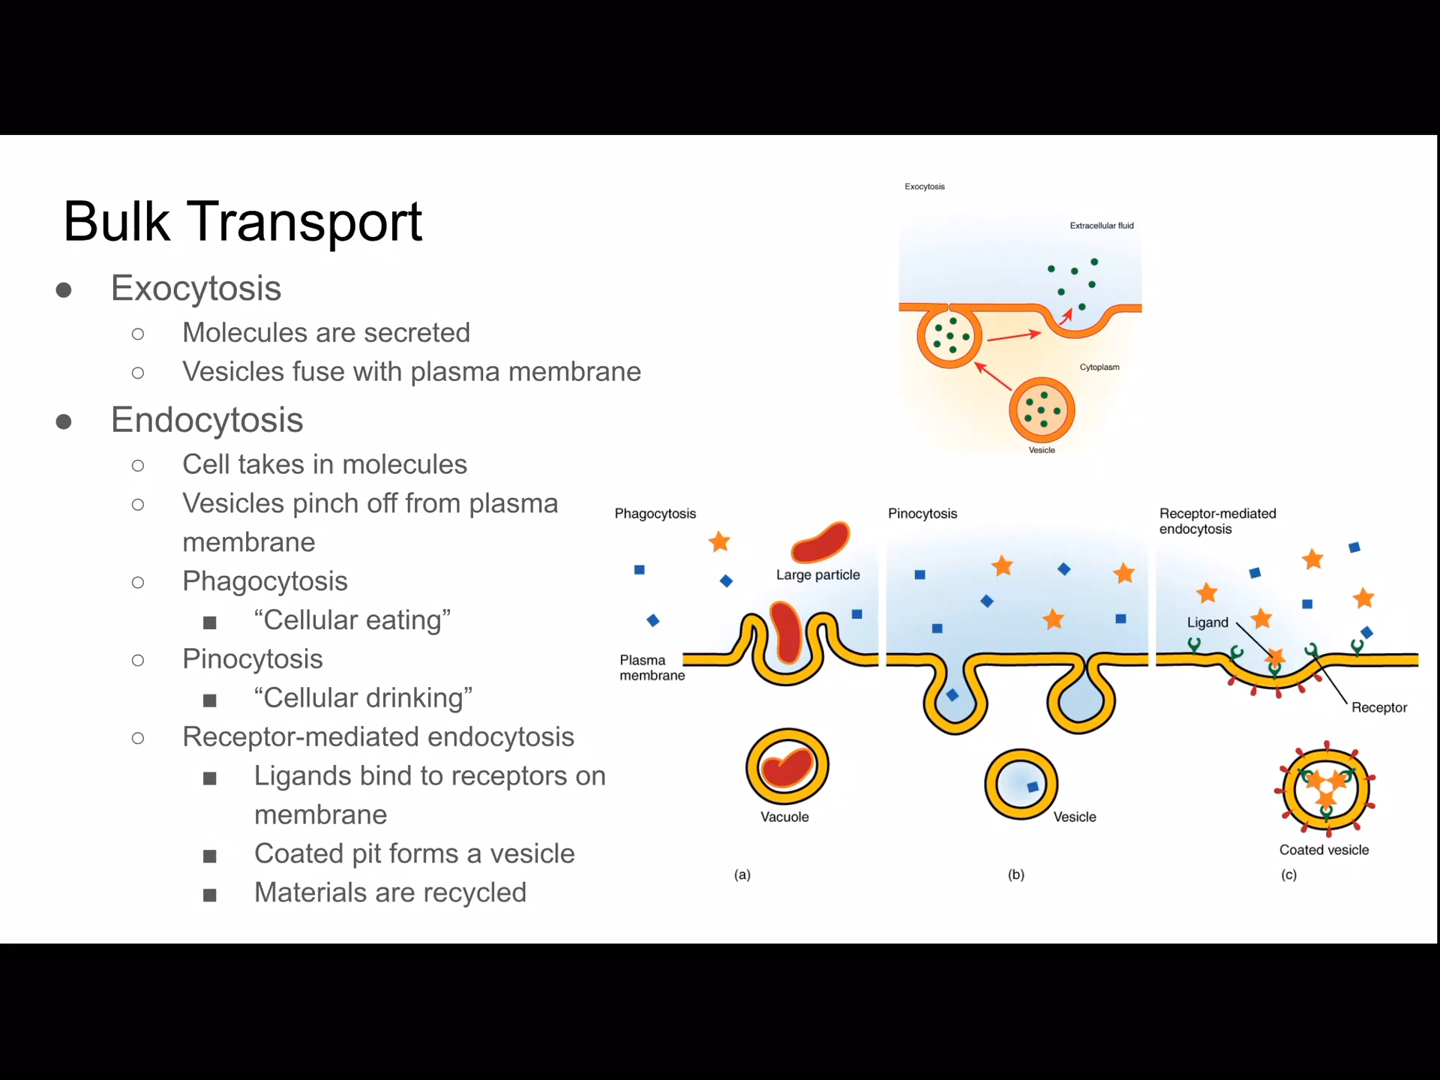 Bulk Transport
● Exocytosis
○ Molecules are secreted
○ Vesicles fuse with plasma membrane
● Endocytosis
○ Cell takes in molecules
○ Vesicles pinch off from plasma
membrane
○ Phagocytosis
■ “Cellular eating”
○ Pinocytosis
■ “Cellular drinking”
○ Receptor-mediated endocytosis
■ Ligands bind to receptors on
membrane
■ Coated pit forms a vesicle
■ Materials are recycled
Exocytosis
Extracellular fluid
Cytoplasm
Vesicle
Phagocytosis
Large particle
Plasma
membrane
Vacuole
(a)
Pinocytosis
Vesicle
(b)
Receptor-mediated
endocytosis
Ligand
Receptor
Coated vesicle
(c)